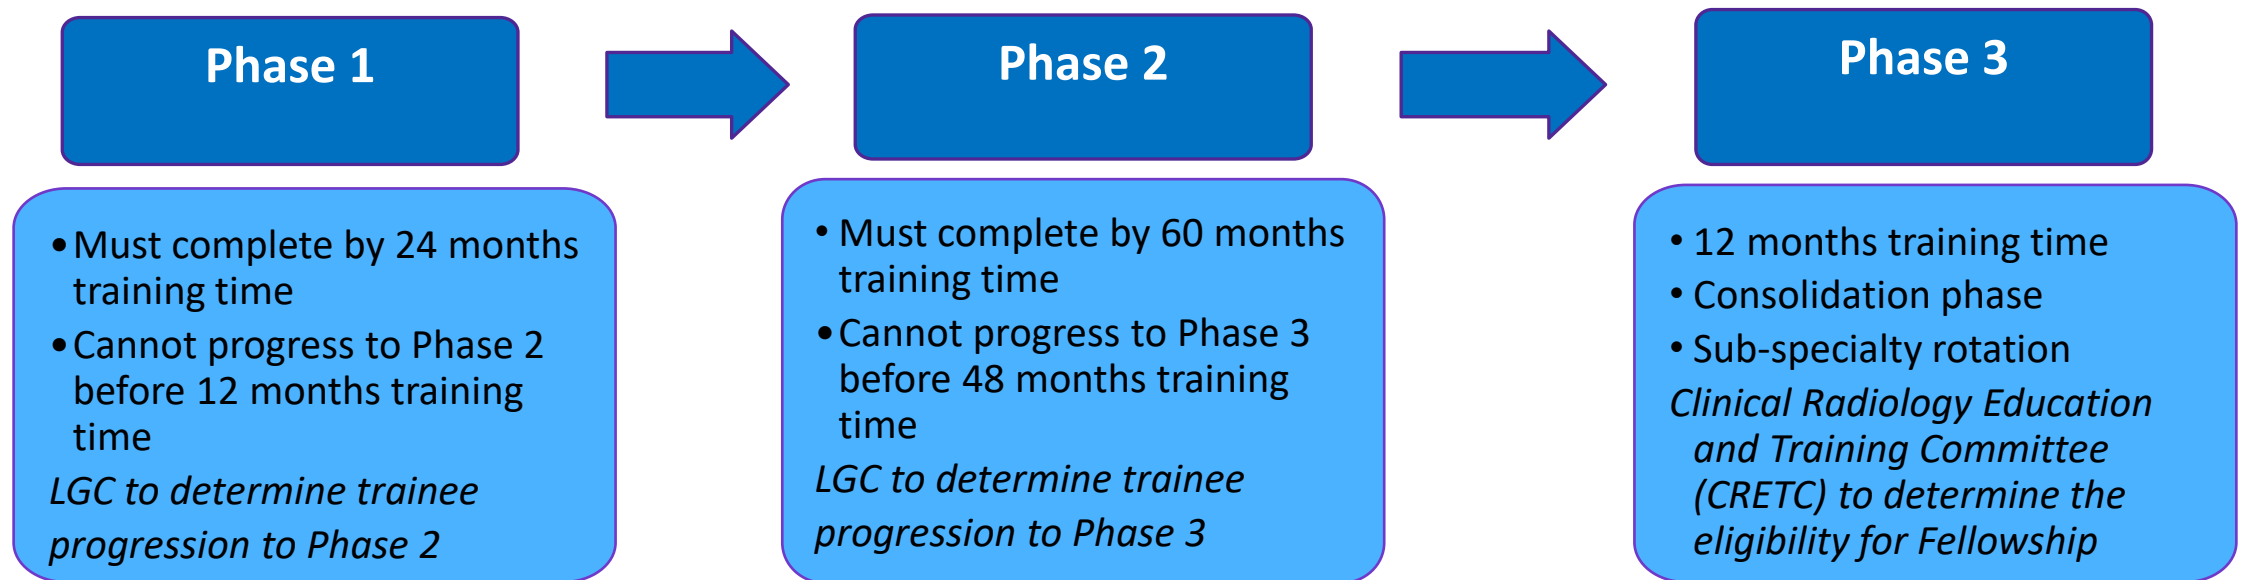 Phase 1
•Must complete by 24 months
training time
•Cannot progress to Phase 2
before 12 months training
time
LGC to determine trainee
progression to Phase 2
Phase 2
• Must complete by 60 months
training time
•Cannot progress to Phase 3
before 48 months training
time
LGC to determine trainee
progression to Phase 3
Phase 3
• 12 months training time
• Consolidation phase
• Sub-specialty rotation
Clinical Radiology Education
and Training Committee
(CRETC) to determine the
eligibility for Fellowship